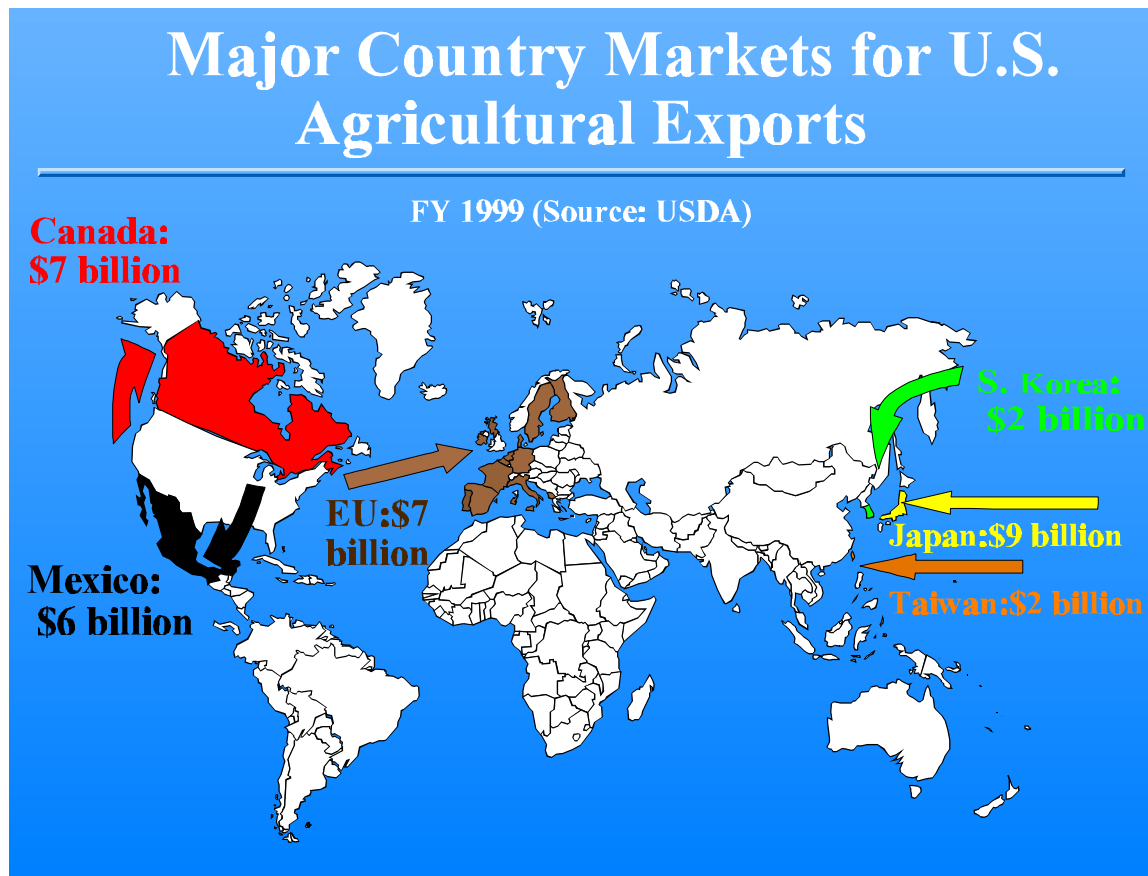 Major Country Markets for U.S.
Agricultural Exports
FY 1999 (Source: USDA)
Canada:
$7 billion
S. Korea:
$2 billion
EU:$7
billion
Japan:$9 billion
Mexico:
$6 billion
Taiwan:$2 billion